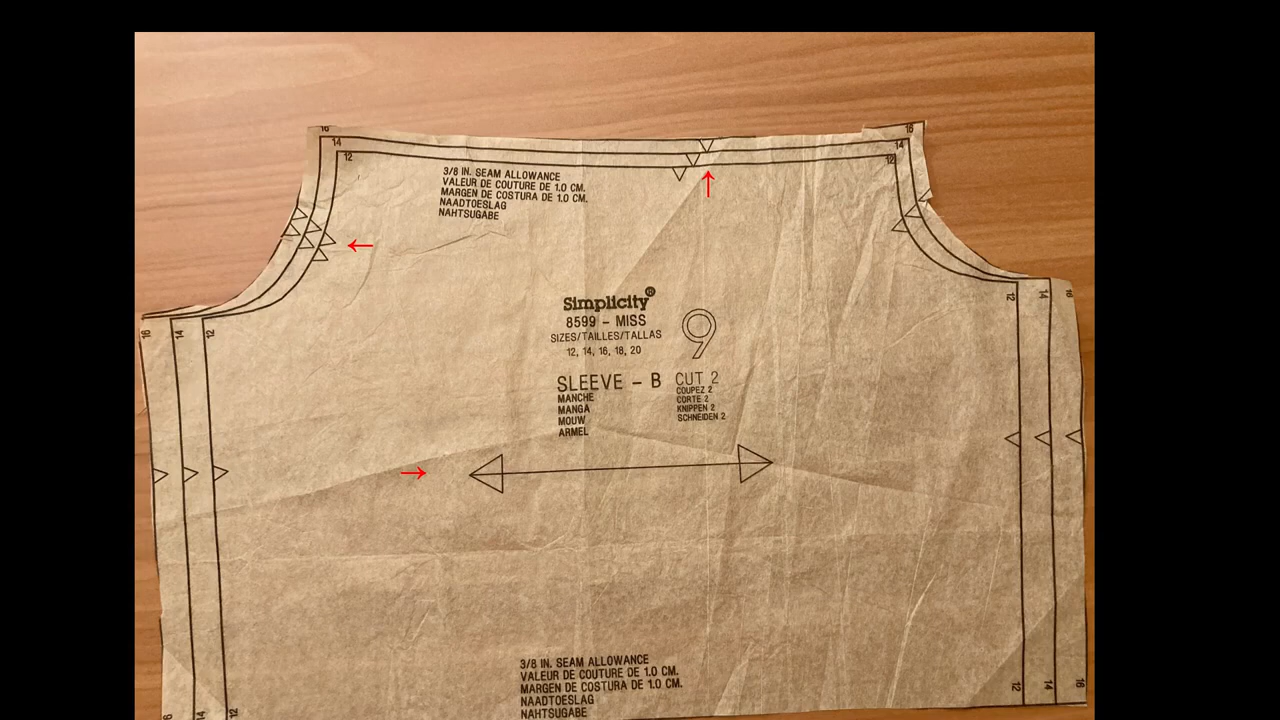 16
14
12
16
14
12
3/8 IN. SEAM ALLOWANCE
VALEUR DE COUTURE DE 1.0 CM.
MARGEN DE COSTURA DE 1.0 CM.
NAADTOESLAG
NAHTSUGABE
Simplicity®
8599 - MISS
SIZES/TAILLES/TALLAS
12, 14, 16, 18, 20
9
SLEEVE - B
MANCHE
MANGA
MOUW
ARMEL
CUT 2
COUPEZ 2
CORTE 2
KNIPPEN 2
SCHNEIDEN 2
16
14
12
12
14
16
3/8 IN. SEAM ALLOWANCE
VALEUR DE COUTURE DE 1.0 CM.
MARGEN DE COSTURA DE 1.0 CM.
NAADTOESLAG
NAHTSUGABE
6
14
12
12
14
16